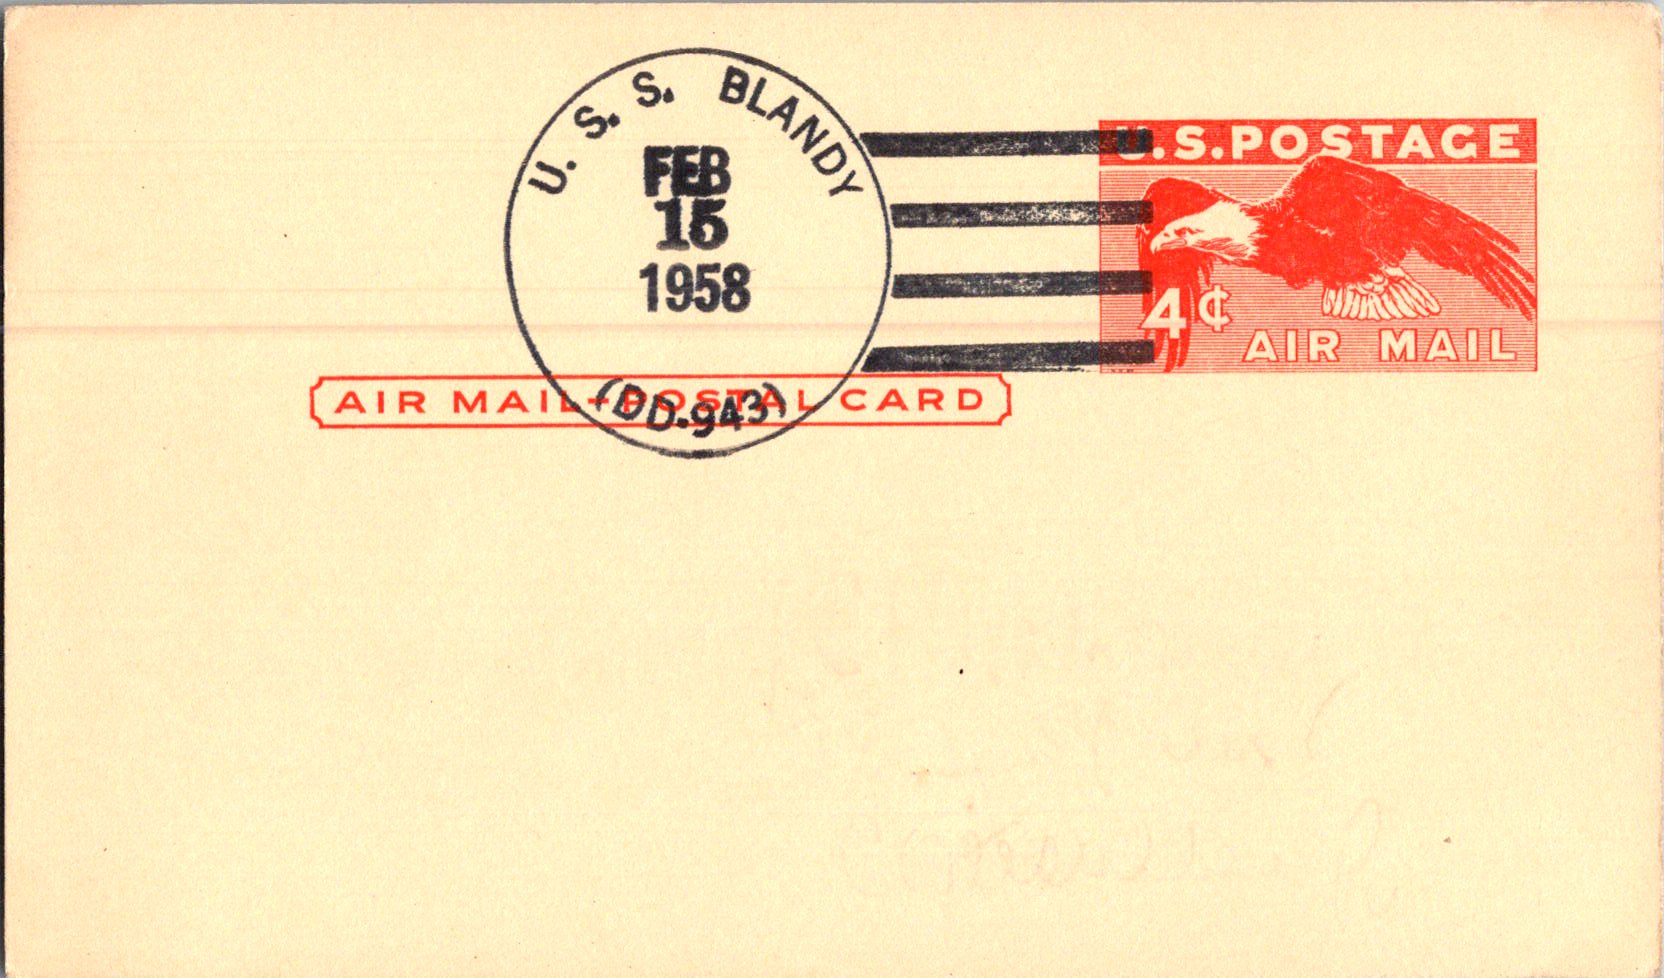 U. S. S. BLANDY
FEB
15
1958
(DD-943)
U.S. POSTAGE
4¢
AIR MAIL
AIR MAIL-POSTAL CARD